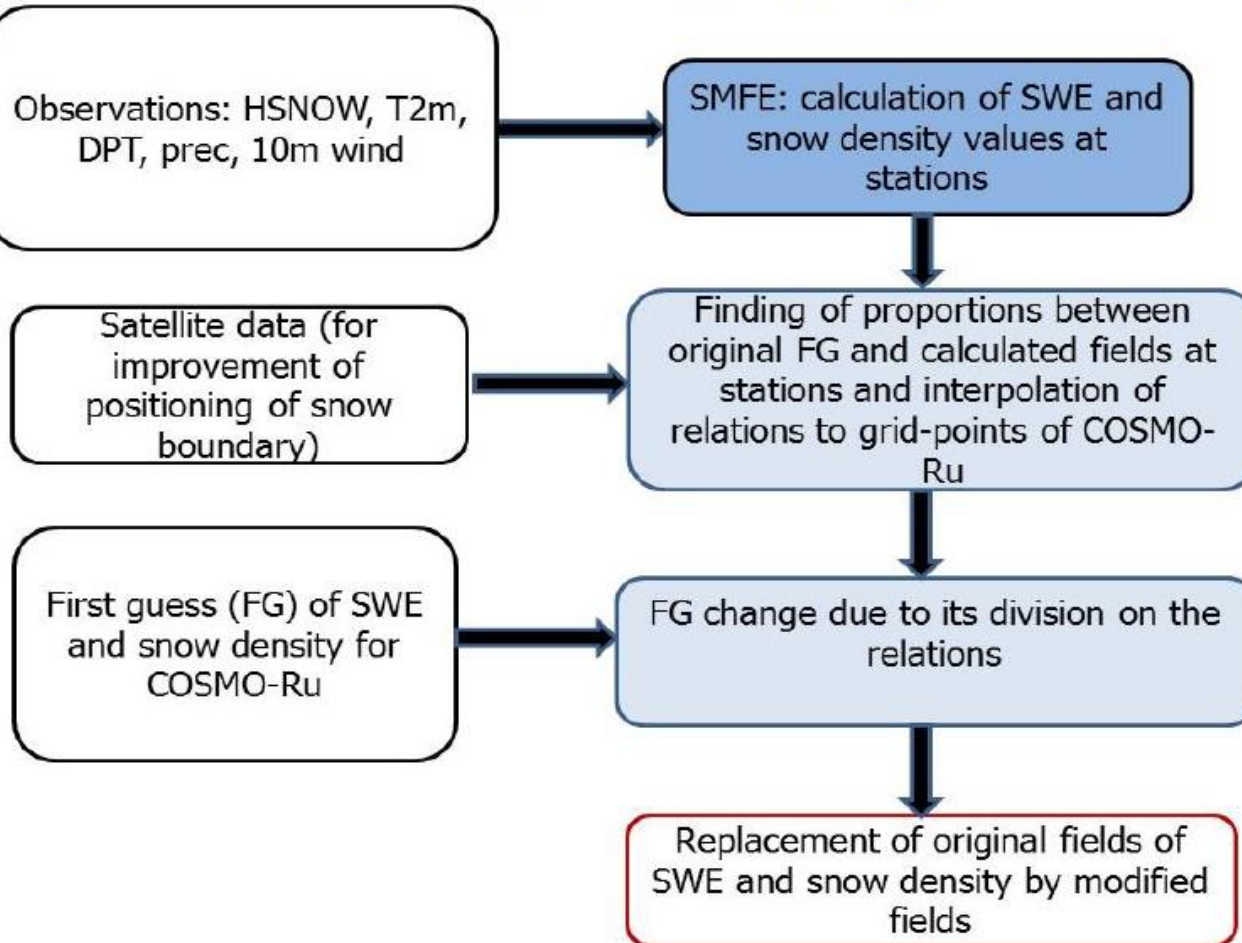 Observations: HSNOW, T2m,
DPT, prec, 10m wind
SMFE: calculation of SWE and
snow density values at
stations
Satellite data (for
improvement of
positioning of snow
boundary)
Finding of proportions between
original FG and calculated fields at
stations and interpolation of
relations to grid-points of COSMO-
Ru
First guess (FG) of SWE
and snow density for
COSMO-Ru
FG change due to its division on the
relations
Replacement of original fields of
SWE and snow density by modified
fields